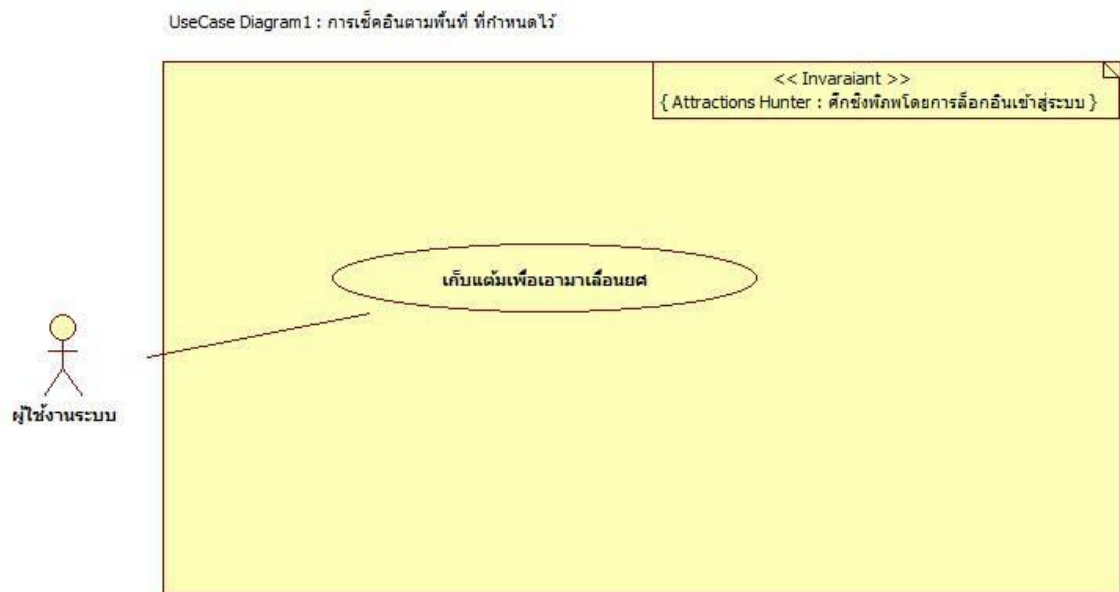 UseCase Diagram1 : การเช็คอินตามพื้นที่ ที่กำหนดไว้
<< Invaraiant >>
{ Attractions Hunter : ศึกชิงพิภพโดยการล็อกอินเข้าสู่ระบบ }
เก็บแต้มเพื่อเอามาเลื่อนยศ
ผู้ใช้งานระบบ